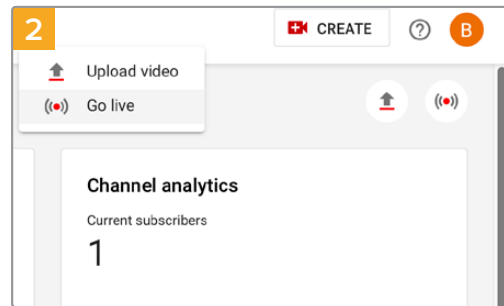 2
CREATE
B
Upload video
Go live
Channel analytics
Current subscribers
1